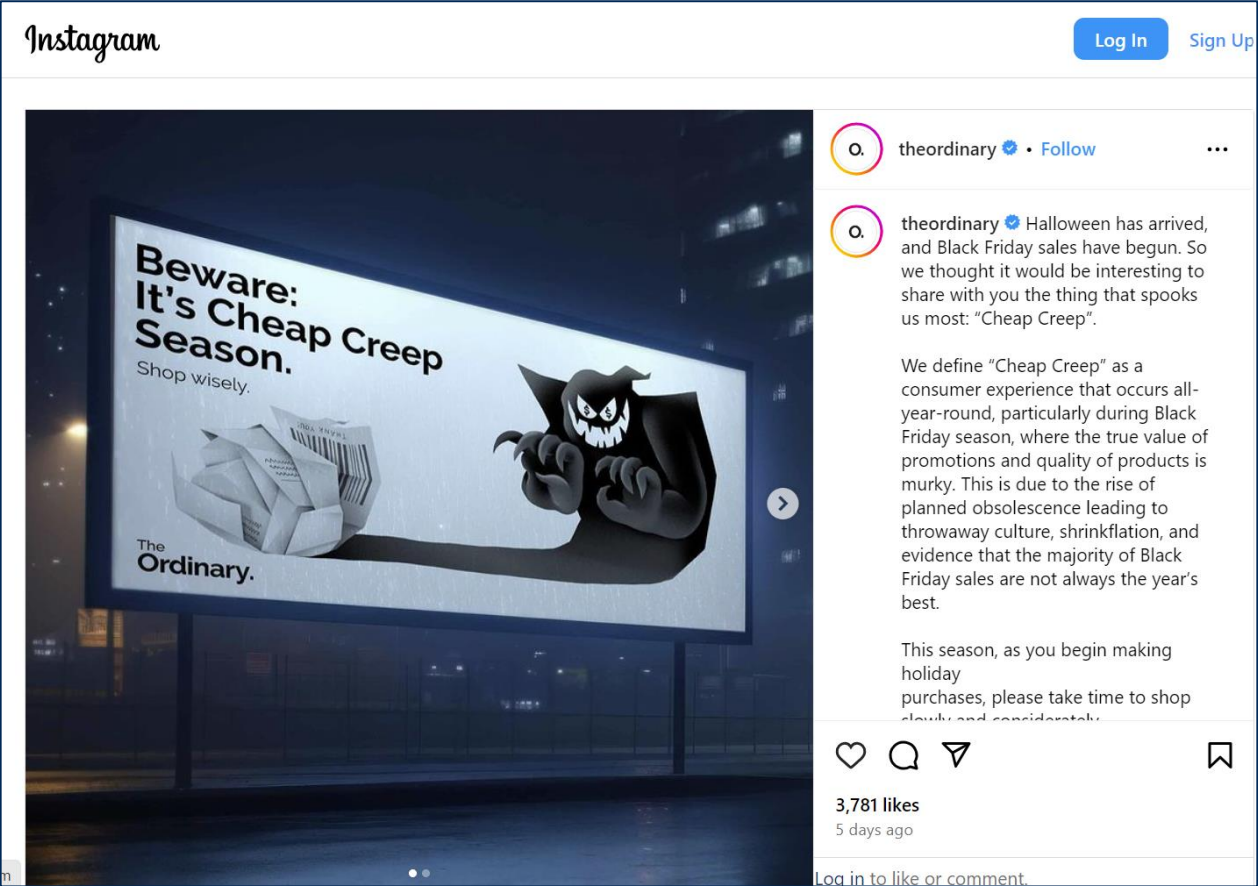 Instagram
Log In
Sign Up
Beware:
It's Cheap Creep
Season.
Shop wisely.
THANK YOU
The
Ordinary.
O.
theordinary • Follow
O.
theordinary Halloween has arrived,
and Black Friday sales have begun. So
we thought it would be interesting to
share with you the thing that spooks
us most: “Cheap Creep”.
We define “Cheap Creep” as a
consumer experience that occurs all-
year-round, particularly during Black
Friday season, where the true value of
promotions and quality of products is
murky. This is due to the rise of
planned obsolescence leading to
throwaway culture, shrinkflation, and
evidence that the majority of Black
Friday sales are not always the year’s
best.
This season, as you begin making
holiday
purchases, please take time to shop
slowly and considerately
3,781 likes
5 days ago
Log in to like or comment.